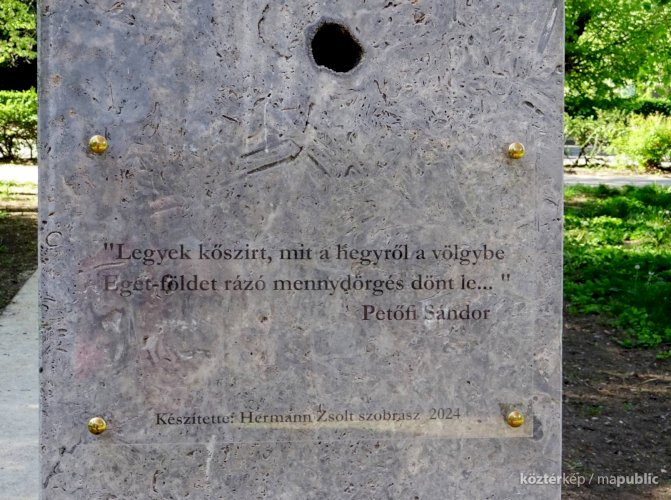 "Legyek kőszirt, mit a hegyről a völgybe
Eget-földet rázó mennydörgés dönt le... "
Petőfi Sándor
Készítette: Hermann Zsolt szobrász 2024
köztérkép / mapublic